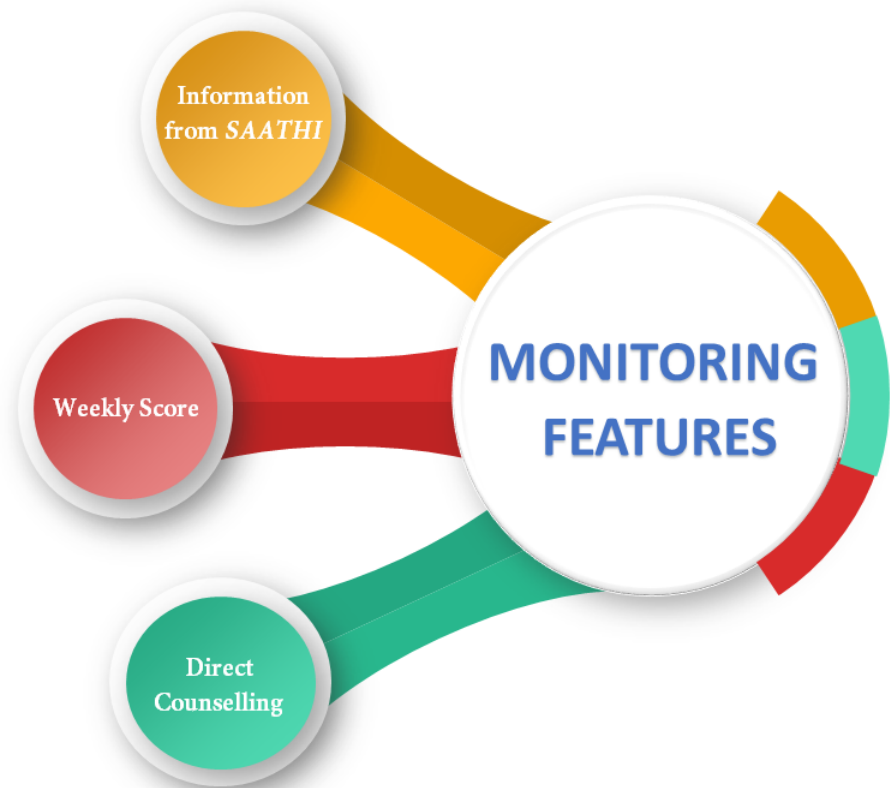 Information
from SAATHI
Weekly Score
Direct
Counselling
MONITORING
FEATURES